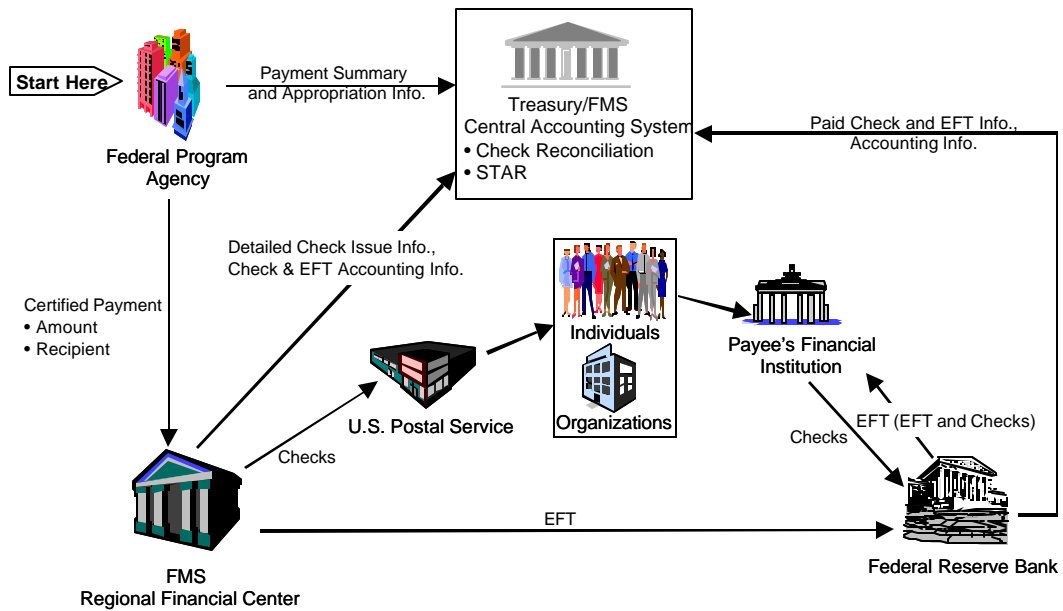 Start Here
Federal Program
Agency
Payment Summary
and Appropriation Info.
Treasury/FMS
Central Accounting System
• Check Reconciliation
• STAR
Paid Check and EFT Info.,
Accounting Info.
Detailed Check Issue Info.,
Check & EFT Accounting Info.
Certified Payment
• Amount
• Recipient
Individuals
Organizations
Payee's Financial
Institution
U.S. Postal Service
Checks
Checks
EFT (EFT and Checks)
EFT
FMS
Regional Financial Center
Federal Reserve Bank